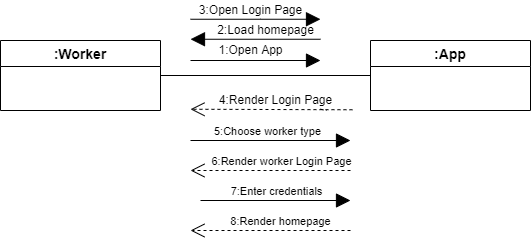 3:Open Login Page
2:Load homepage
1:Open App
:Worker
:App
4:Render Login Page
5:Choose worker type
6:Render worker Login Page
7:Enter credentials
8:Render homepage